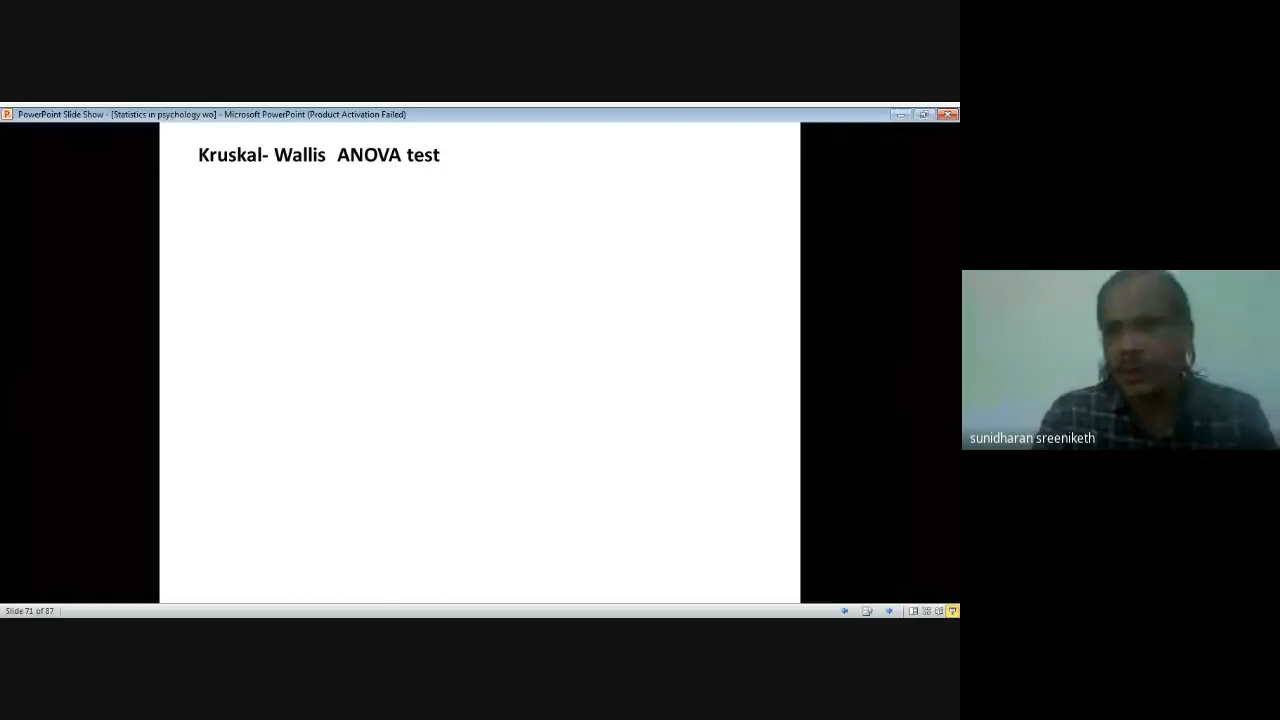 PowerPoint Slide Show - [Statistics in psychology wo] - Microsoft PowerPoint (Product Activation Failed)
Kruskal- Wallis  ANOVA test
sunidharan sreeniketh
Slide 71 of 87